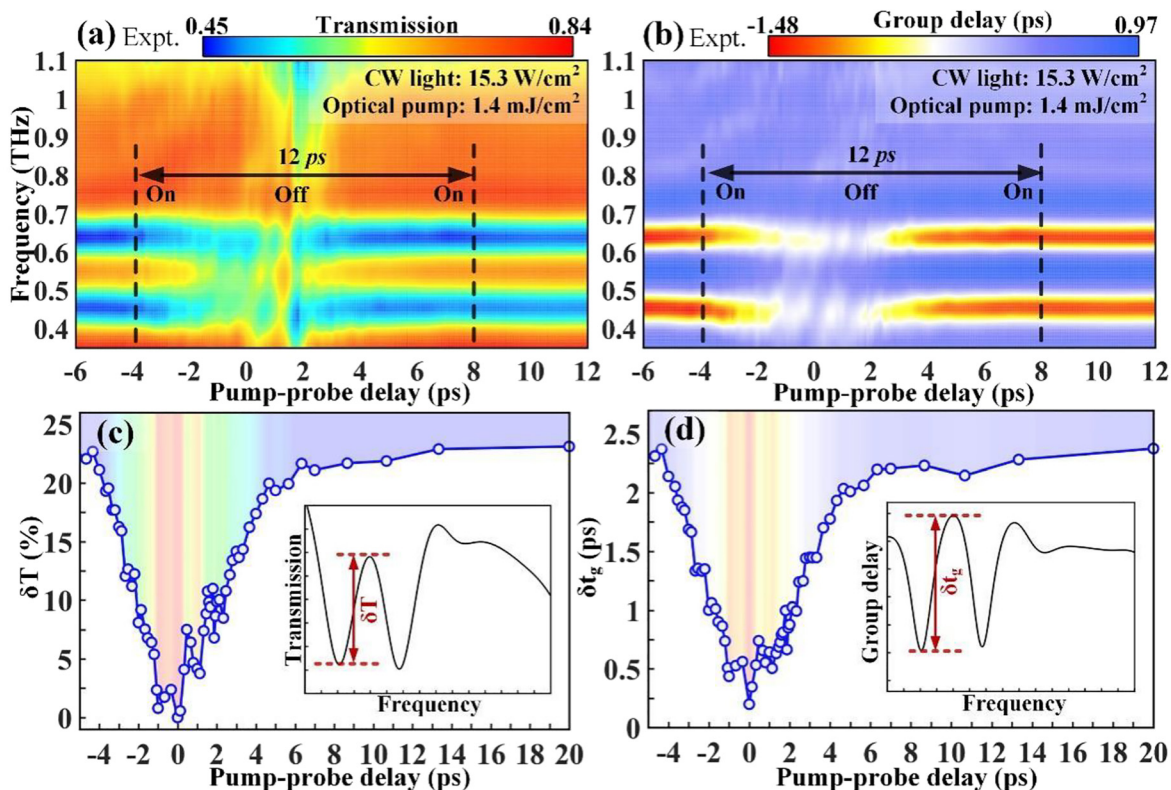 (a) Expt. 0.45 Transmission 0.84
CW light: 15.3 W/cm²
Optical pump: 1.4 mJ/cm²
12 ps
On Off On
Frequency (THz)
1.1
1
0.9
0.8
0.7
0.6
0.5
0.4
-6 -4 -2 0 2 4 6 8 10 12
Pump-probe delay (ps)
(b) Expt. -1.48 Group delay (ps) 0.97
CW light: 15.3 W/cm²
Optical pump: 1.4 mJ/cm²
12 ps
On Off On
1.1
1
0.9
0.8
0.7
0.6
0.5
0.4
-6 -4 -2 0 2 4 6 8 10 12
Pump-probe delay (ps)
(c)
δT (%)
25
20
15
10
5
0
Transmission
δT
Frequency
-4 -2 0 2 4 6 8 10 12 14 16 18 20
Pump-probe delay (ps)
(d)
δtg (ps)
2.5
2
1.5
1
0.5
0
Group delay
δtg
Frequency
-4 -2 0 2 4 6 8 10 12 14 16 18 20
Pump-probe delay (ps)